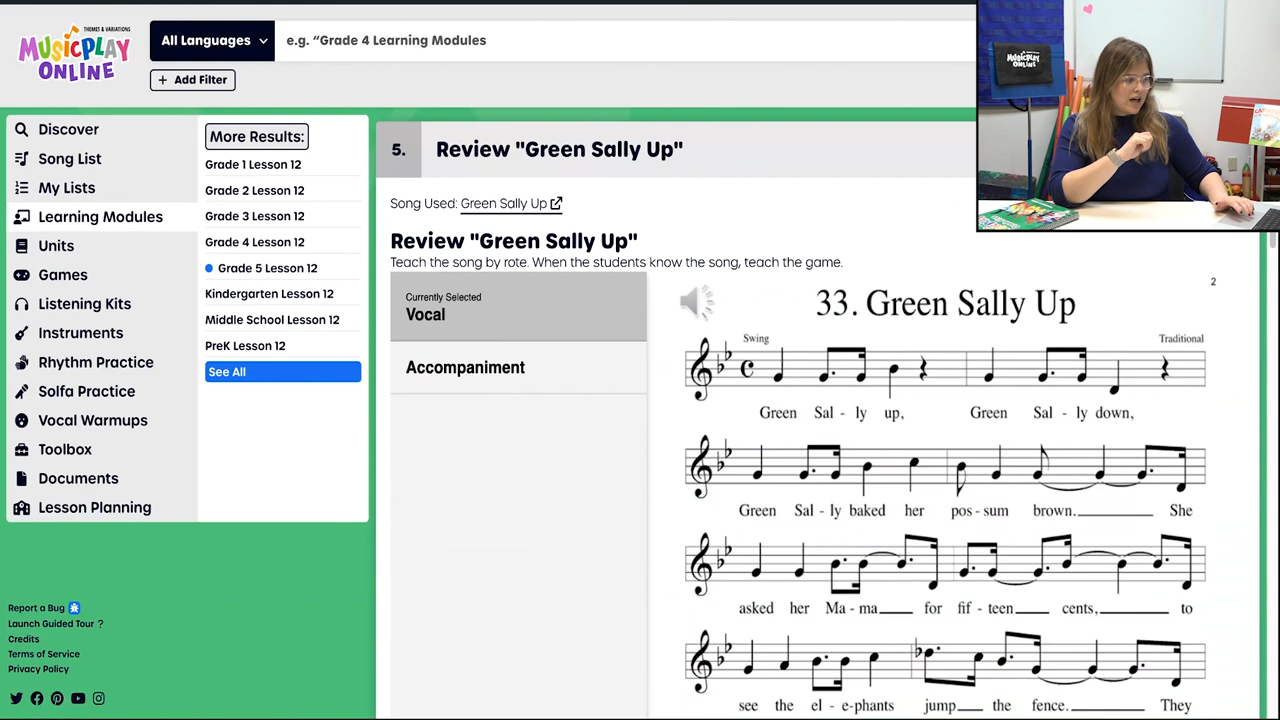 THEMES & VARIATIONS
MUSICPLAY
ONLINE
All Languages
e.g. “Grade 4 Learning Modules
+ Add Filter
Discover
Song List
My Lists
Learning Modules
Units
Games
Listening Kits
Instruments
Rhythm Practice
Solfa Practice
Vocal Warmups
Toolbox
Documents
Lesson Planning
More Results:
Grade 1 Lesson 12
Grade 2 Lesson 12
Grade 3 Lesson 12
Grade 4 Lesson 12
Grade 5 Lesson 12
Kindergarten Lesson 12
Middle School Lesson 12
PreK Lesson 12
See All
Report a Bug
Launch Guided Tour ?
Credits
Terms of Service
Privacy Policy
5. Review "Green Sally Up"
Song Used: Green Sally Up
Review "Green Sally Up"
Teach the song by rote. When the students know the song, teach the game.
Currently Selected
Vocal
Accompaniment
2
33. Green Sally Up
Swing
Traditional
Green Sal - ly up, Green Sal - ly down,
Green Sal - ly baked her pos - sum brown. She
asked her Ma - ma for fif - teen cents, to
see the el - e-phants jump the fence. They
MUSICPLAY
ONLINE